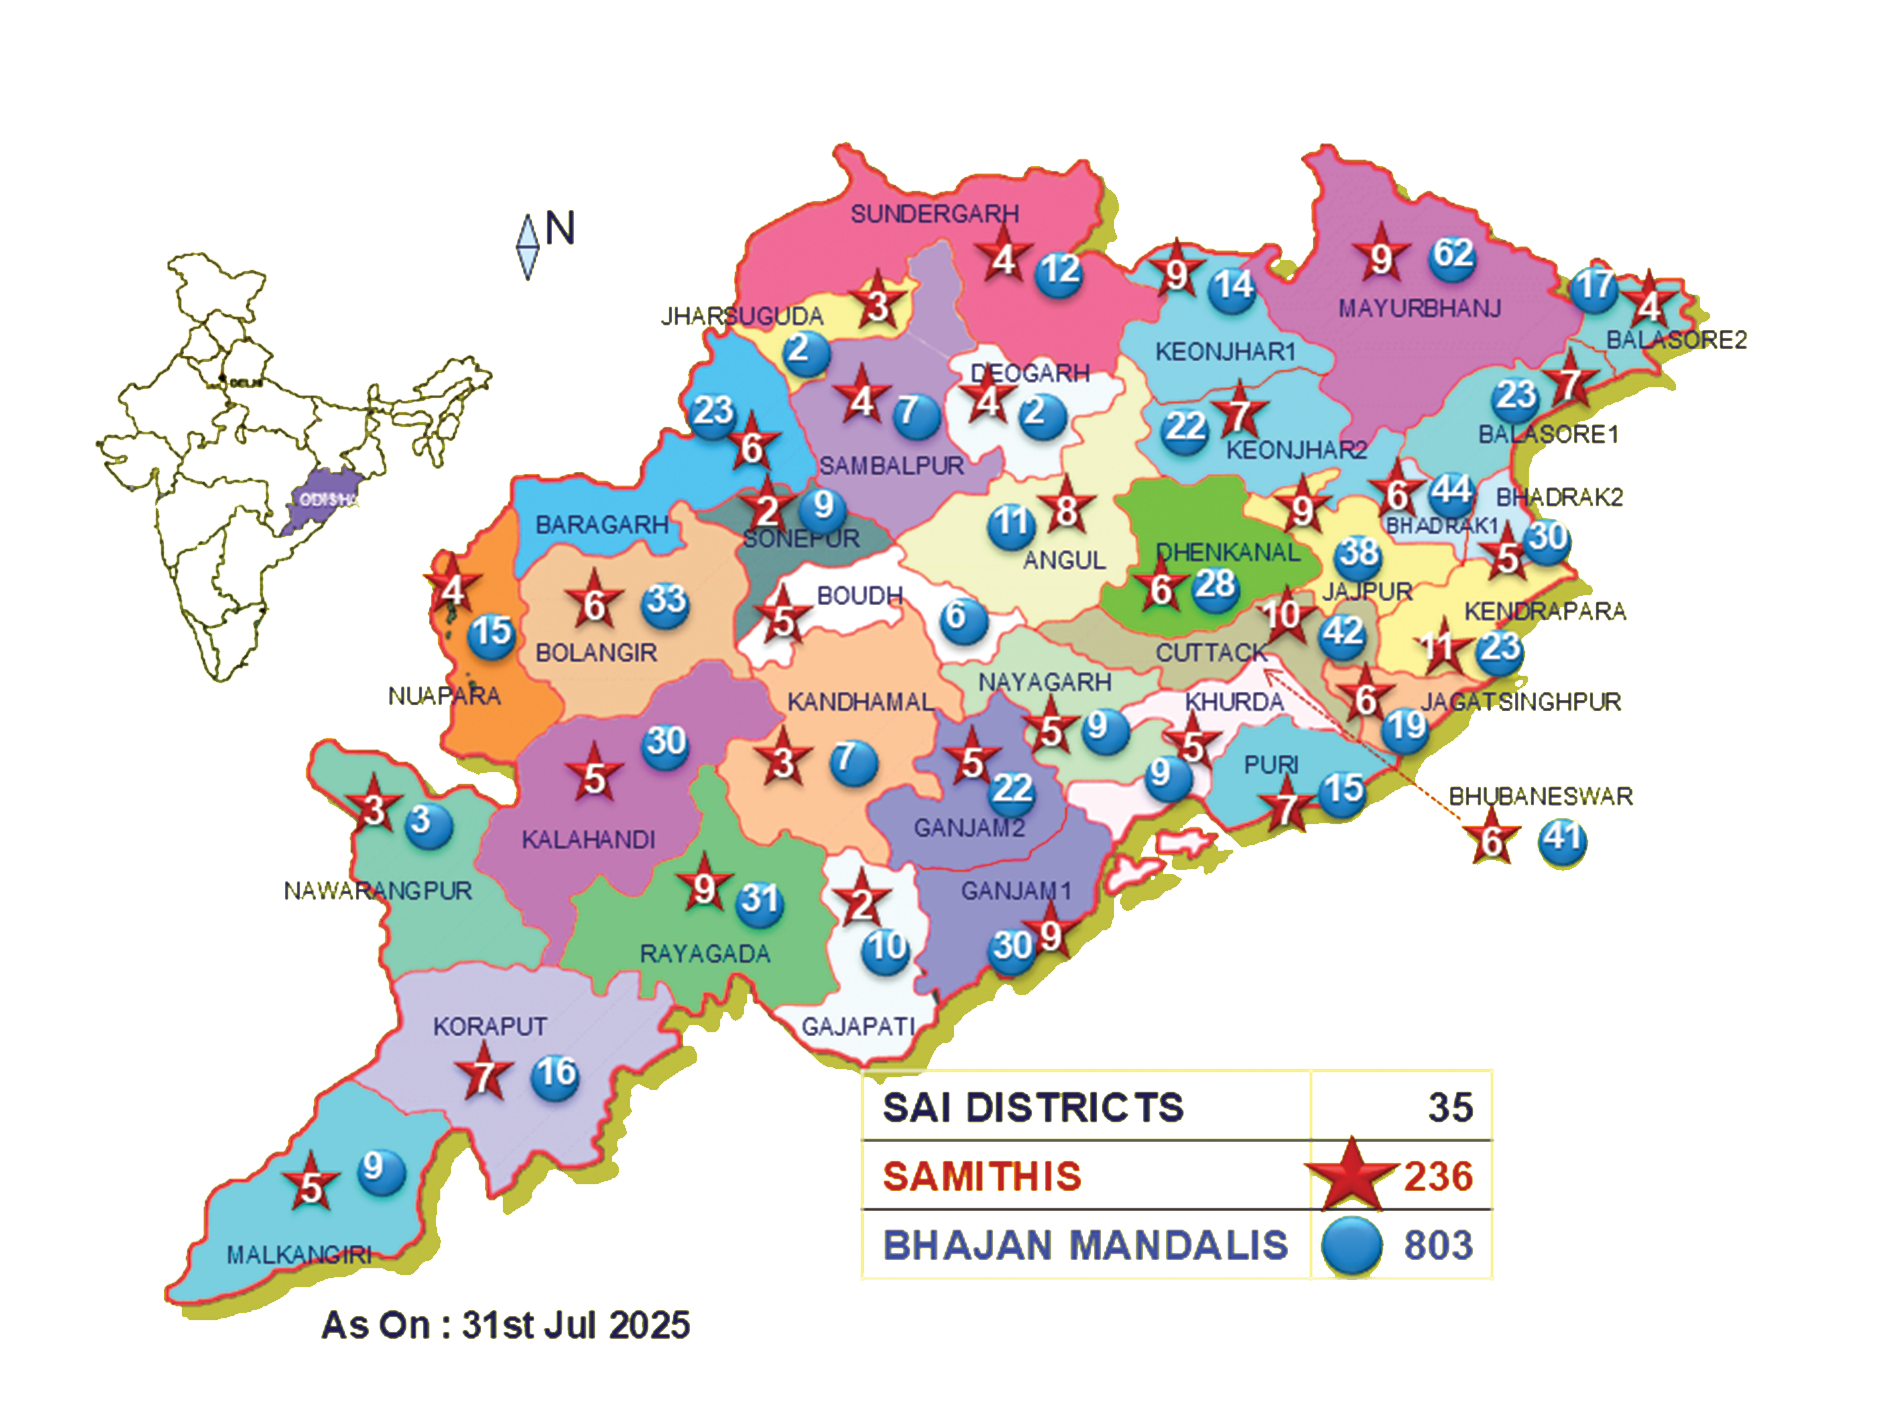 N
DELHI
ODISHA
SUNDERGARH
4
12
JHARSUGUDA
3
2
9
14
KEONJHAR1
9
62
MAYURBHANJ
17
4
BALASORE2
7
23
BALASORE1
23
6
BARAGARH
4
7
SAMBALPUR
DEOGARH
4
2
22
7
KEONJHAR2
6
44
BHADRAK1
BHADRAK2
5
30
2
9
SONEPUR
11
8
ANGUL
DHENKANAL
6
28
9
38
JAJPUR
KENDRAPARA
11
23
4
15
NUAPARA
6
33
BOLANGIR
5
BOUDH
6
10
42
CUTTACK
6
19
JAGATSINGHPUR
KANDHAMAL
3
7
NAYAGARH
5
9
KHURDA
5
9
PURI
7
15
BHUBANESWAR
6
41
30
5
KALAHANDI
5
22
GANJAM2
GANJAM1
30
9
3
3
NAWARANGPUR
9
31
RAYAGADA
2
10
GAJAPATI
KORAPUT
7
16
5
9
MALKANGIRI
SAI DISTRICTS 35
SAMITHIS 236
BHAJAN MANDALIS 803
As On : 31st Jul 2025